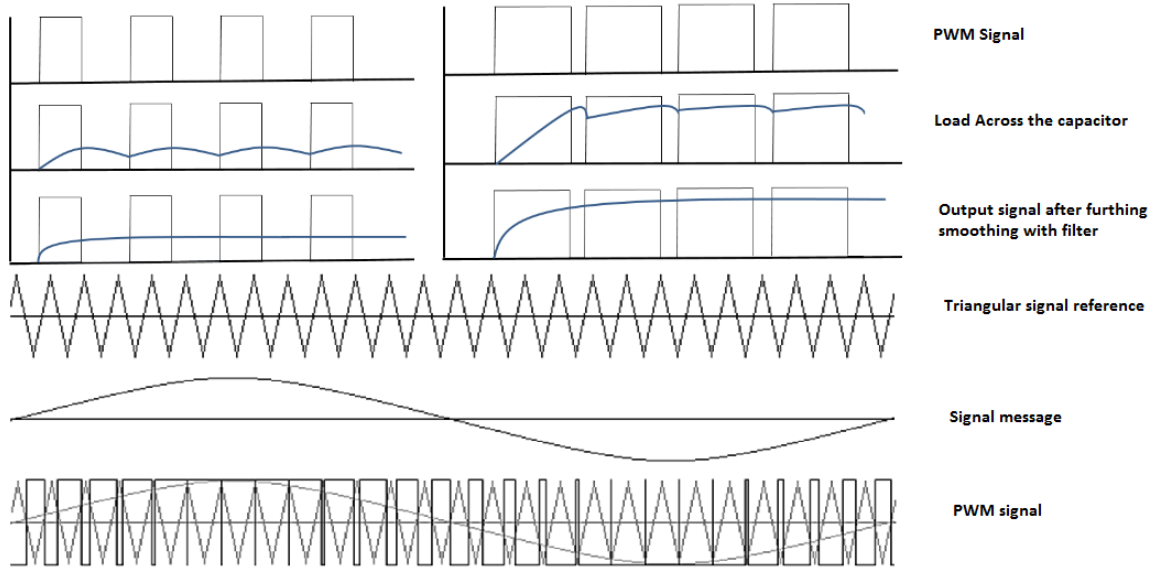 PWM Signal
Load Across the capacitor
Output signal after furthing
smoothing with filter
Triangular signal reference
Signal message
PWM signal